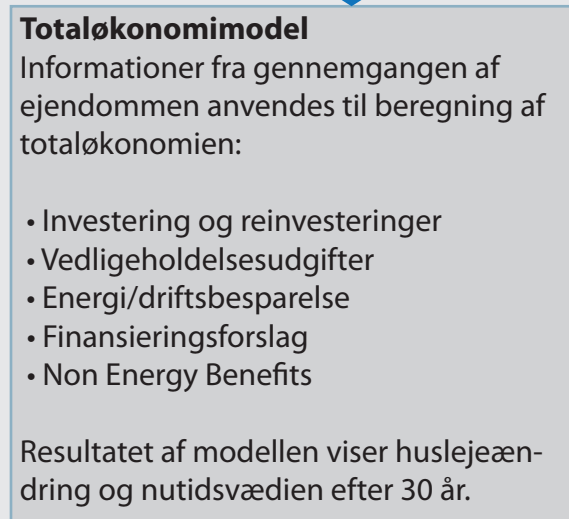 Totaløkonomimodel
Informationer fra gennemgangen af
ejendommen anvendes til beregning af
totaløkonomien:
• Investering og reinvesteringer
• Vedligeholdelsesudgifter
• Energi/driftsbesparelse
• Finansieringsforslag
• Non Energy Benefits
Resultatet af modellen viser huslejeæn-
dring og nutidsvædien efter 30 år.